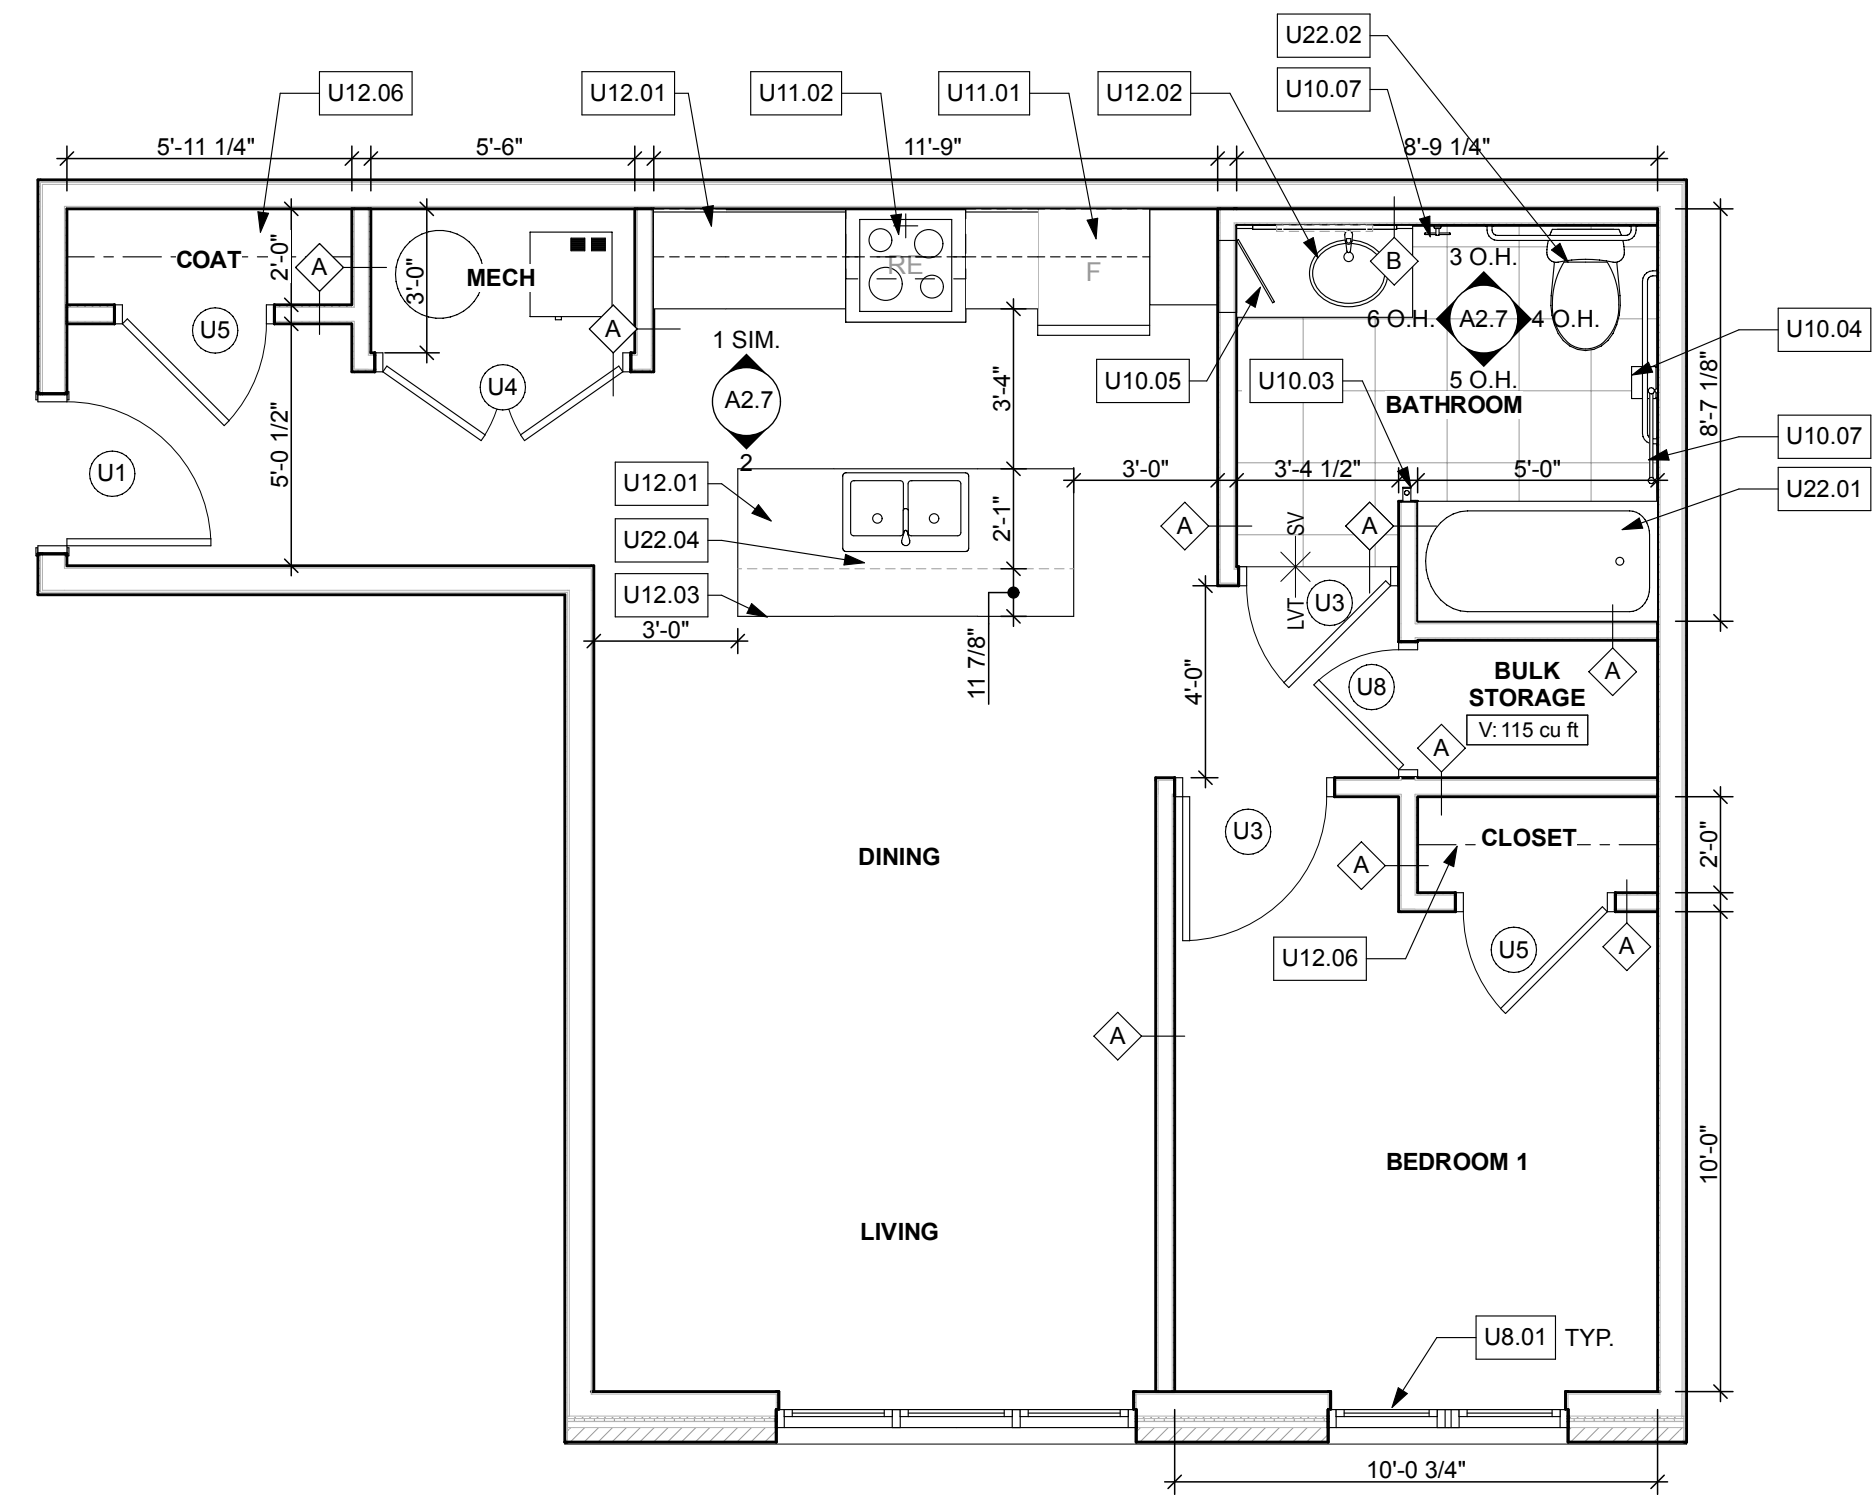 U22.02
U12.06
U12.01
U11.02
U11.01
U12.02
U10.07
5'-11 1/4"
5'-6"
11'-9"
8'-9 1/4"
COAT
2'-0"
A
3'-0"
MECH
A
RE
F
B
3 O.H.
6 O.H.
A2.7
4 O.H.
5 O.H.
BATHROOM
U10.04
U5
U4
1 SIM.
A2.7
2
3'-4"
U10.05
U10.03
8'-7 1/8"
U10.07
U1
5'-0 1/2"
U12.01
3'-0"
3'-4 1/2"
5'-0"
U22.01
U22.04
2'-1"
A
SV
A
U12.03
LVT
U3
3'-0"
11 7/8"
4'-0"
U8
BULK
STORAGE
V: 115 cu ft
A
A
DINING
U3
A
CLOSET
2'-0"
U12.06
U5
A
A
BEDROOM 1
10'-0"
LIVING
U8.01 TYP.
10'-0 3/4"